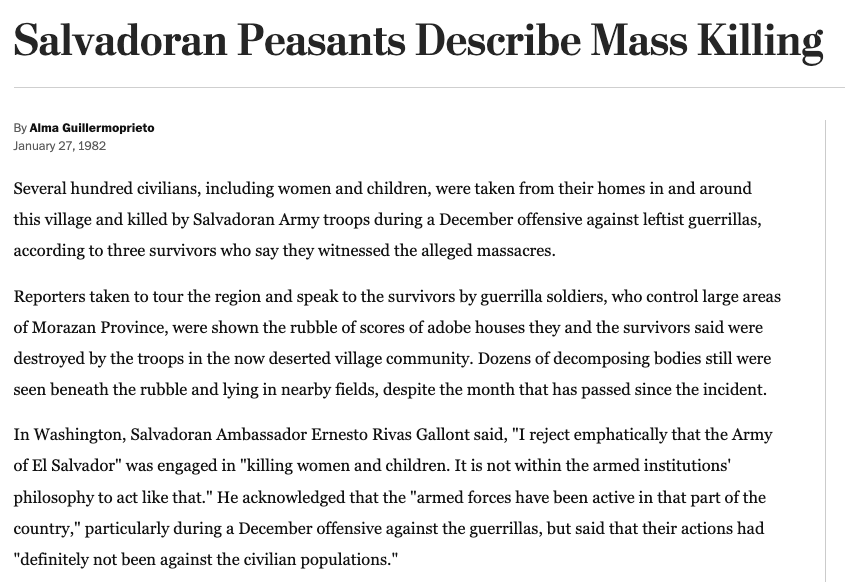 Salvadoran Peasants Describe Mass Killing
By Alma Guillermoprieto
January 27, 1982
Several hundred civilians, including women and children, were taken from their homes in and around
this village and killed by Salvadoran Army troops during a December offensive against leftist guerrillas,
according to three survivors who say they witnessed the alleged massacres.
Reporters taken to tour the region and speak to the survivors by guerrilla soldiers, who control large areas
of Morazan Province, were shown the rubble of scores of adobe houses they and the survivors said were
destroyed by the troops in the now deserted village community. Dozens of decomposing bodies still were
seen beneath the rubble and lying in nearby fields, despite the month that has passed since the incident.
In Washington, Salvadoran Ambassador Ernesto Rivas Gallont said, "I reject emphatically that the Army
of El Salvador" was engaged in "killing women and children. It is not within the armed institutions'
philosophy to act like that." He acknowledged that the "armed forces have been active in that part of the
country," particularly during a December offensive against the guerrillas, but said that their actions had
"definitely not been against the civilian populations."